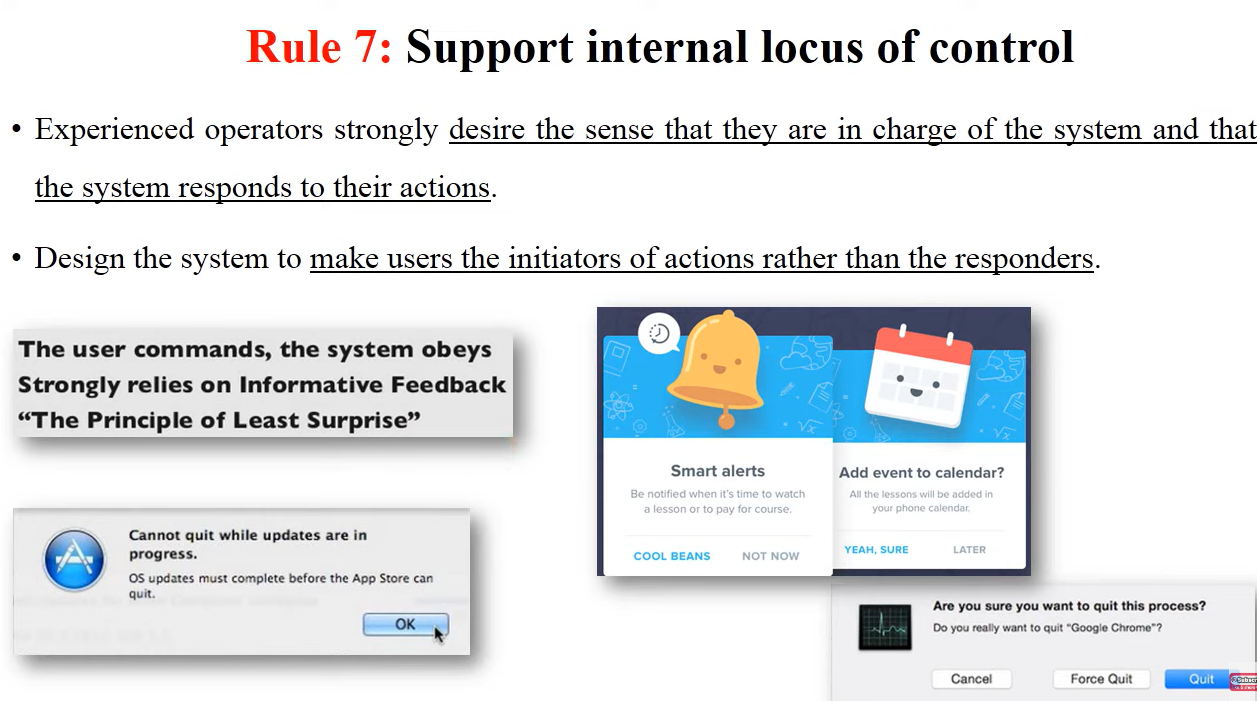 Rule 7: Support internal locus of control
• Experienced operators strongly desire the sense that they are in charge of the system and that
the system responds to their actions.
• Design the system to make users the initiators of actions rather than the responders.
The user commands, the system obeys
Strongly relies on Informative Feedback
“The Principle of Least Surprise”
Smart alerts
Be notified when it's time to watch
a lesson or to pay for course.
COOL BEANS NOT NOW
Add event to calendar?
All the lessons will be added in
your phone calendar.
YEAH, SURE LATER
Cannot quit while updates are in
progress.
OS updates must complete before the App Store can
quit.
OK
Are you sure you want to quit this process?
Do you really want to quit “Google Chrome”?
Cancel Force Quit Quit